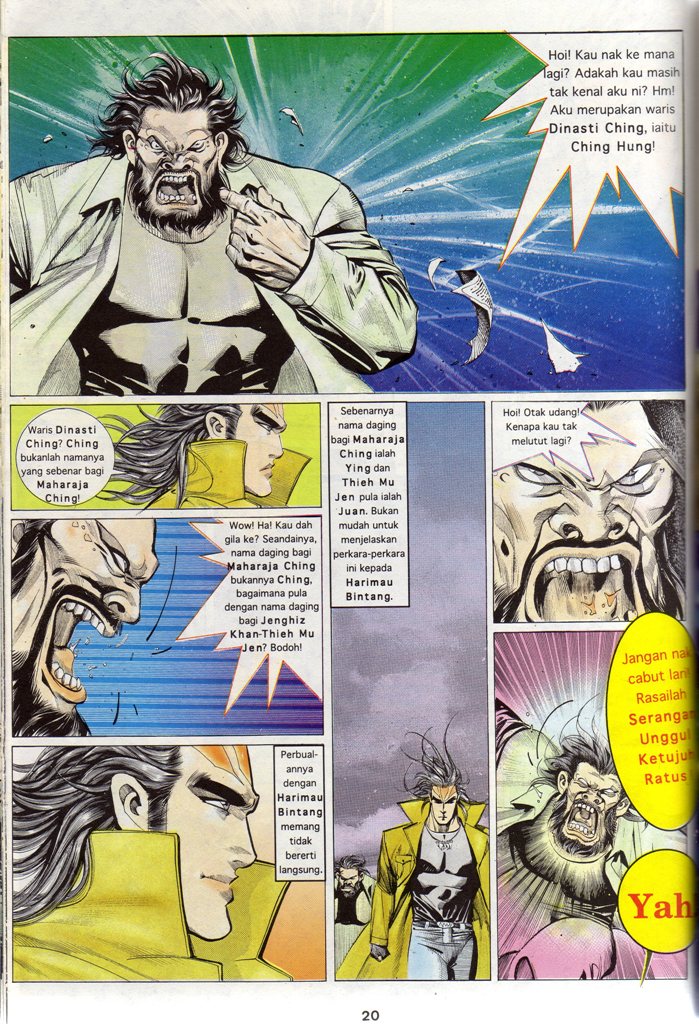 Hoi! Kau nak ke mana
lagi? Adakah kau masih
tak kenal aku ni? Hm!
Aku merupakan waris
Dinasti Ching, iaitu
Ching Hung!
Waris Dinasti
Ching? Ching
bukanlah namanya
yang sebenar bagi
Maharaja
Ching!
Wow! Ha! Kau dah
gila ke? Seandainya,
nama daging bagi
Maharaja Ching
bukannya Ching,
bagaimana pula
dengan nama daging
bagi Jenghiz
Khan-Thieh Mu
Jen? Bodoh!
Perbual-
annya
dengan
Harimau
Bintang
memang
tidak
bererti
langsung.
Sebenarnya
nama daging
bagi Maharaja
Ching ialah
Ying dan
Thieh Mu
Jen pula ialah
Juan. Bukan
mudah untuk
menjelaskan
perkara-perkara
ini kepada
Harimau
Bintang.
Hoi! Otak udang!
Kenapa kau tak
melutut lagi?
Jangan nak
cabut lari!
Rasailah
Serangan
Unggul
Ketujuh
Ratus
Yah
20